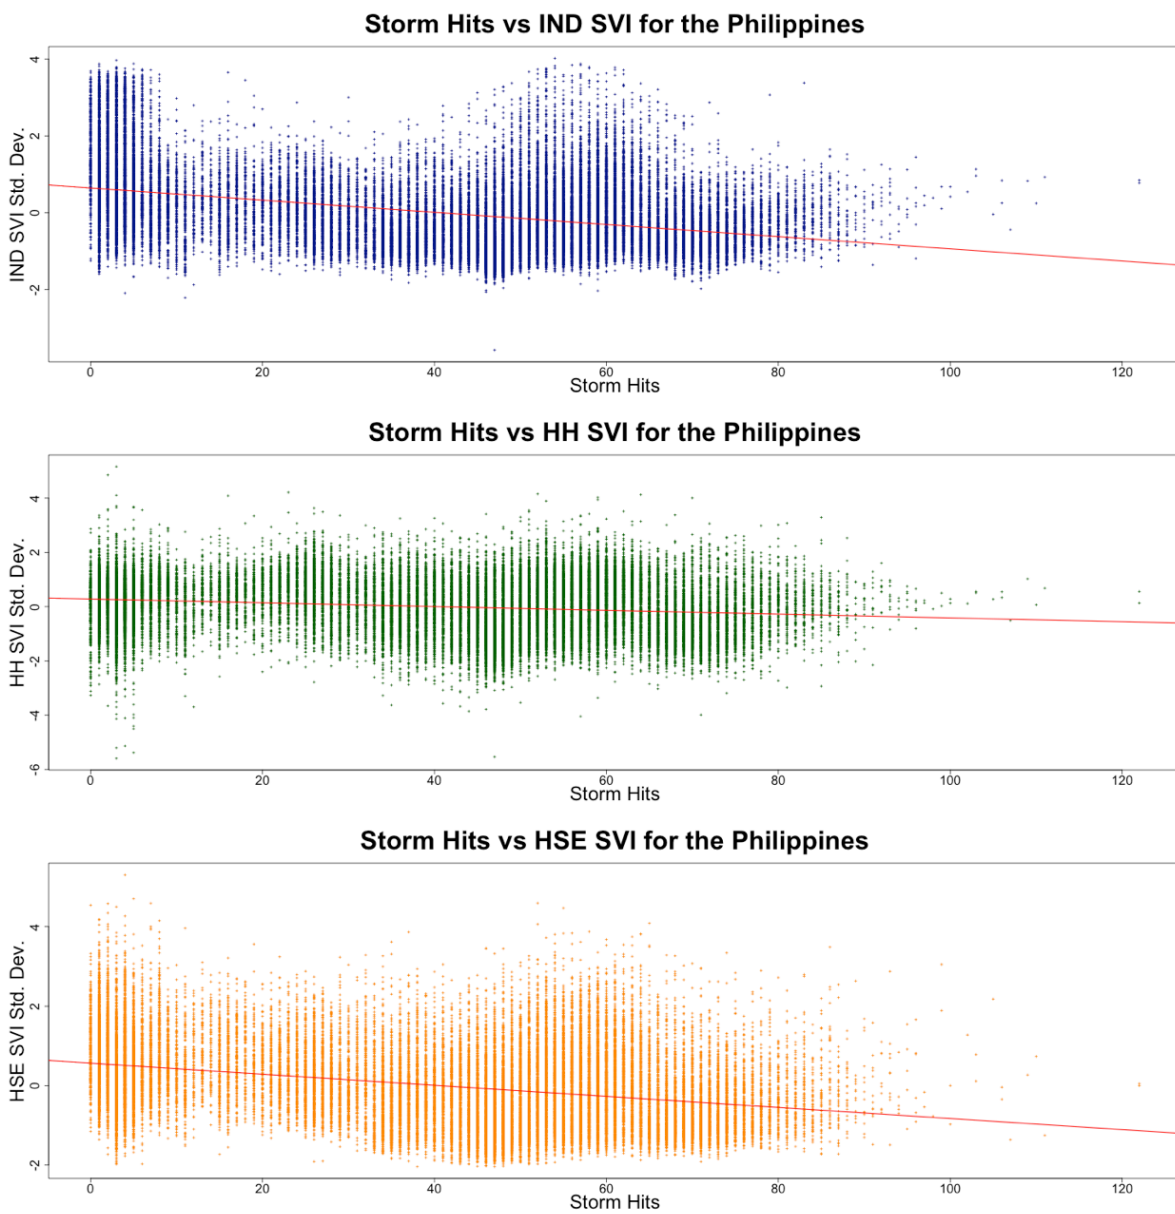 Storm Hits vs IND SVI for the Philippines
IND SVI Std. Dev.
4
2
0
-2
0 20 40 60 80 100 120
Storm Hits
Storm Hits vs HH SVI for the Philippines
HH SVI Std. Dev.
4
2
0
-2
-4
-6
0 20 40 60 80 100 120
Storm Hits
Storm Hits vs HSE SVI for the Philippines
HSE SVI Std. Dev.
4
2
0
-2
0 20 40 60 80 100 120
Storm Hits